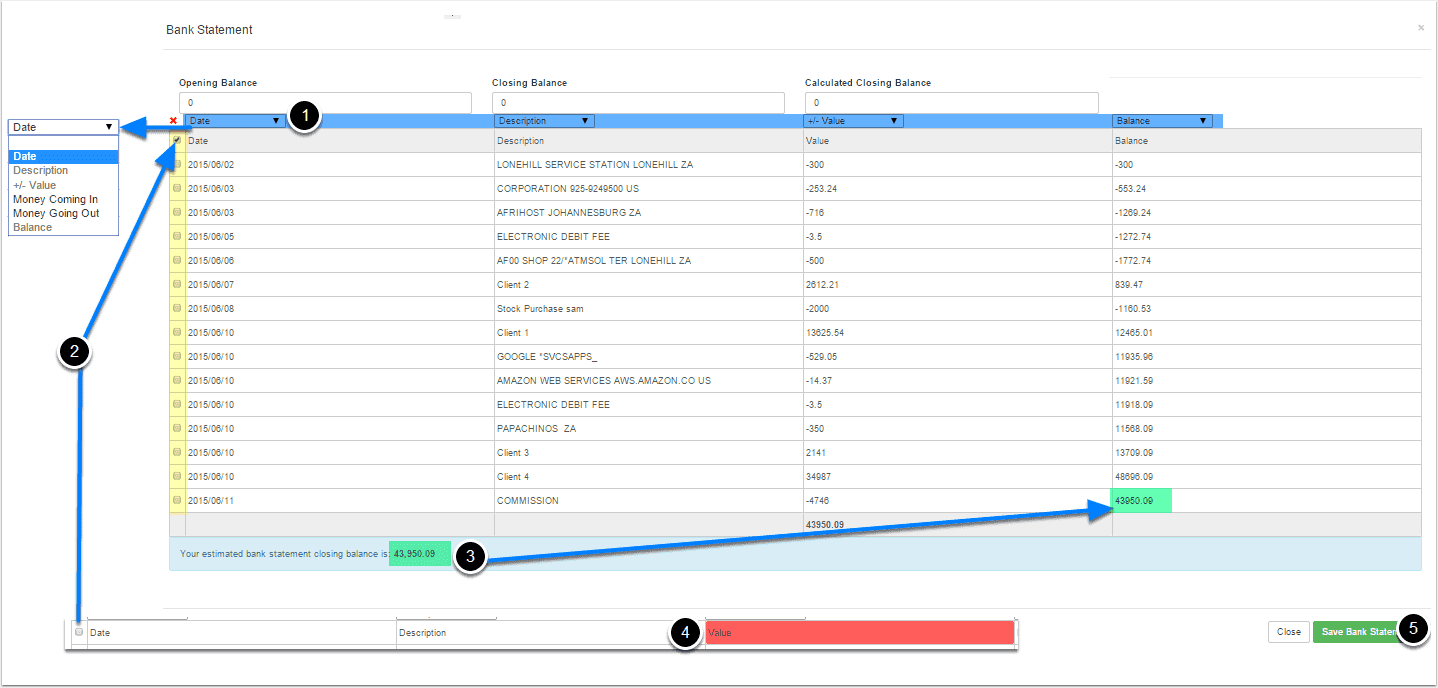 Bank Statement
×
Opening Balance Closing Balance Calculated Closing Balance
0 0 0
1
Date ▼ Description ▼ +/- Value ▼ Balance ▼
Date ▼
Date Description Value Balance
Date
Description
+/- Value
Money Coming In
Money Going Out
Balance
2015/06/02 LONEHILL SERVICE STATION LONEHILL ZA -300 -300
2015/06/03 CORPORATION 925-9249500 US -253.24 -553.24
2015/06/03 AFRIHOST JOHANNESBURG ZA -716 -1269.24
2015/06/05 ELECTRONIC DEBIT FEE -3.5 -1272.74
2015/06/06 AF00 SHOP 22/*ATMSOL TER LONEHILL ZA -500 -1772.74
2015/06/07 Client 2 2612.21 839.47
2015/06/08 Stock Purchase sam -2000 -1160.53
2015/06/10 Client 1 13625.54 12465.01
2
2015/06/10 GOOGLE *SVCSAPPS_ -529.05 11935.96
2015/06/10 AMAZON WEB SERVICES AWS.AMAZON.CO US -14.37 11921.59
2015/06/10 ELECTRONIC DEBIT FEE -3.5 11918.09
2015/06/10 PAPACHINOS ZA -350 11568.09
2015/06/10 Client 3 2141 13709.09
2015/06/10 Client 4 34987 48696.09
2015/06/11 COMMISSION -4746 43950.09
43950.09
Your estimated bank statement closing balance is: 43,950.09
3
Date Description 4 Value
Close Save Bank Statem 5